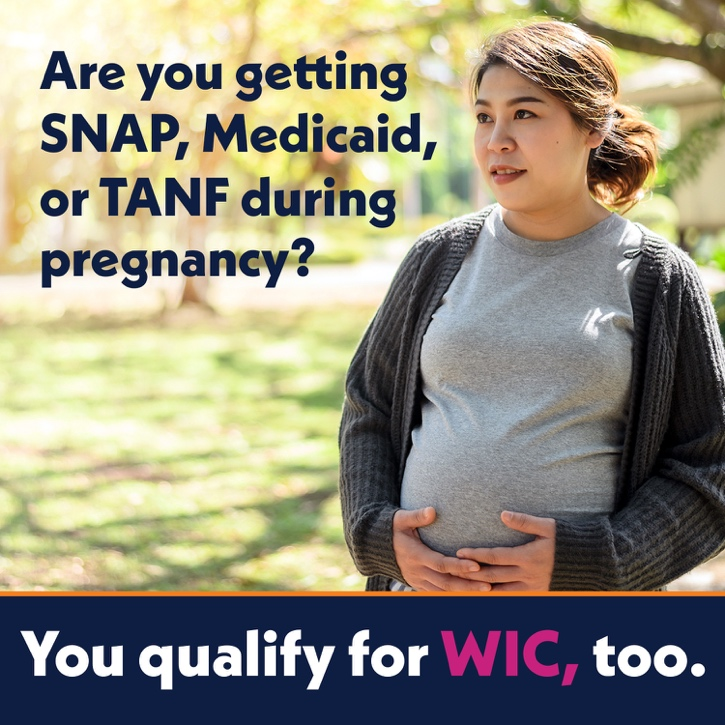 Are you getting
SNAP, Medicaid,
or TANF during
pregnancy?
You qualify for WIC, too.